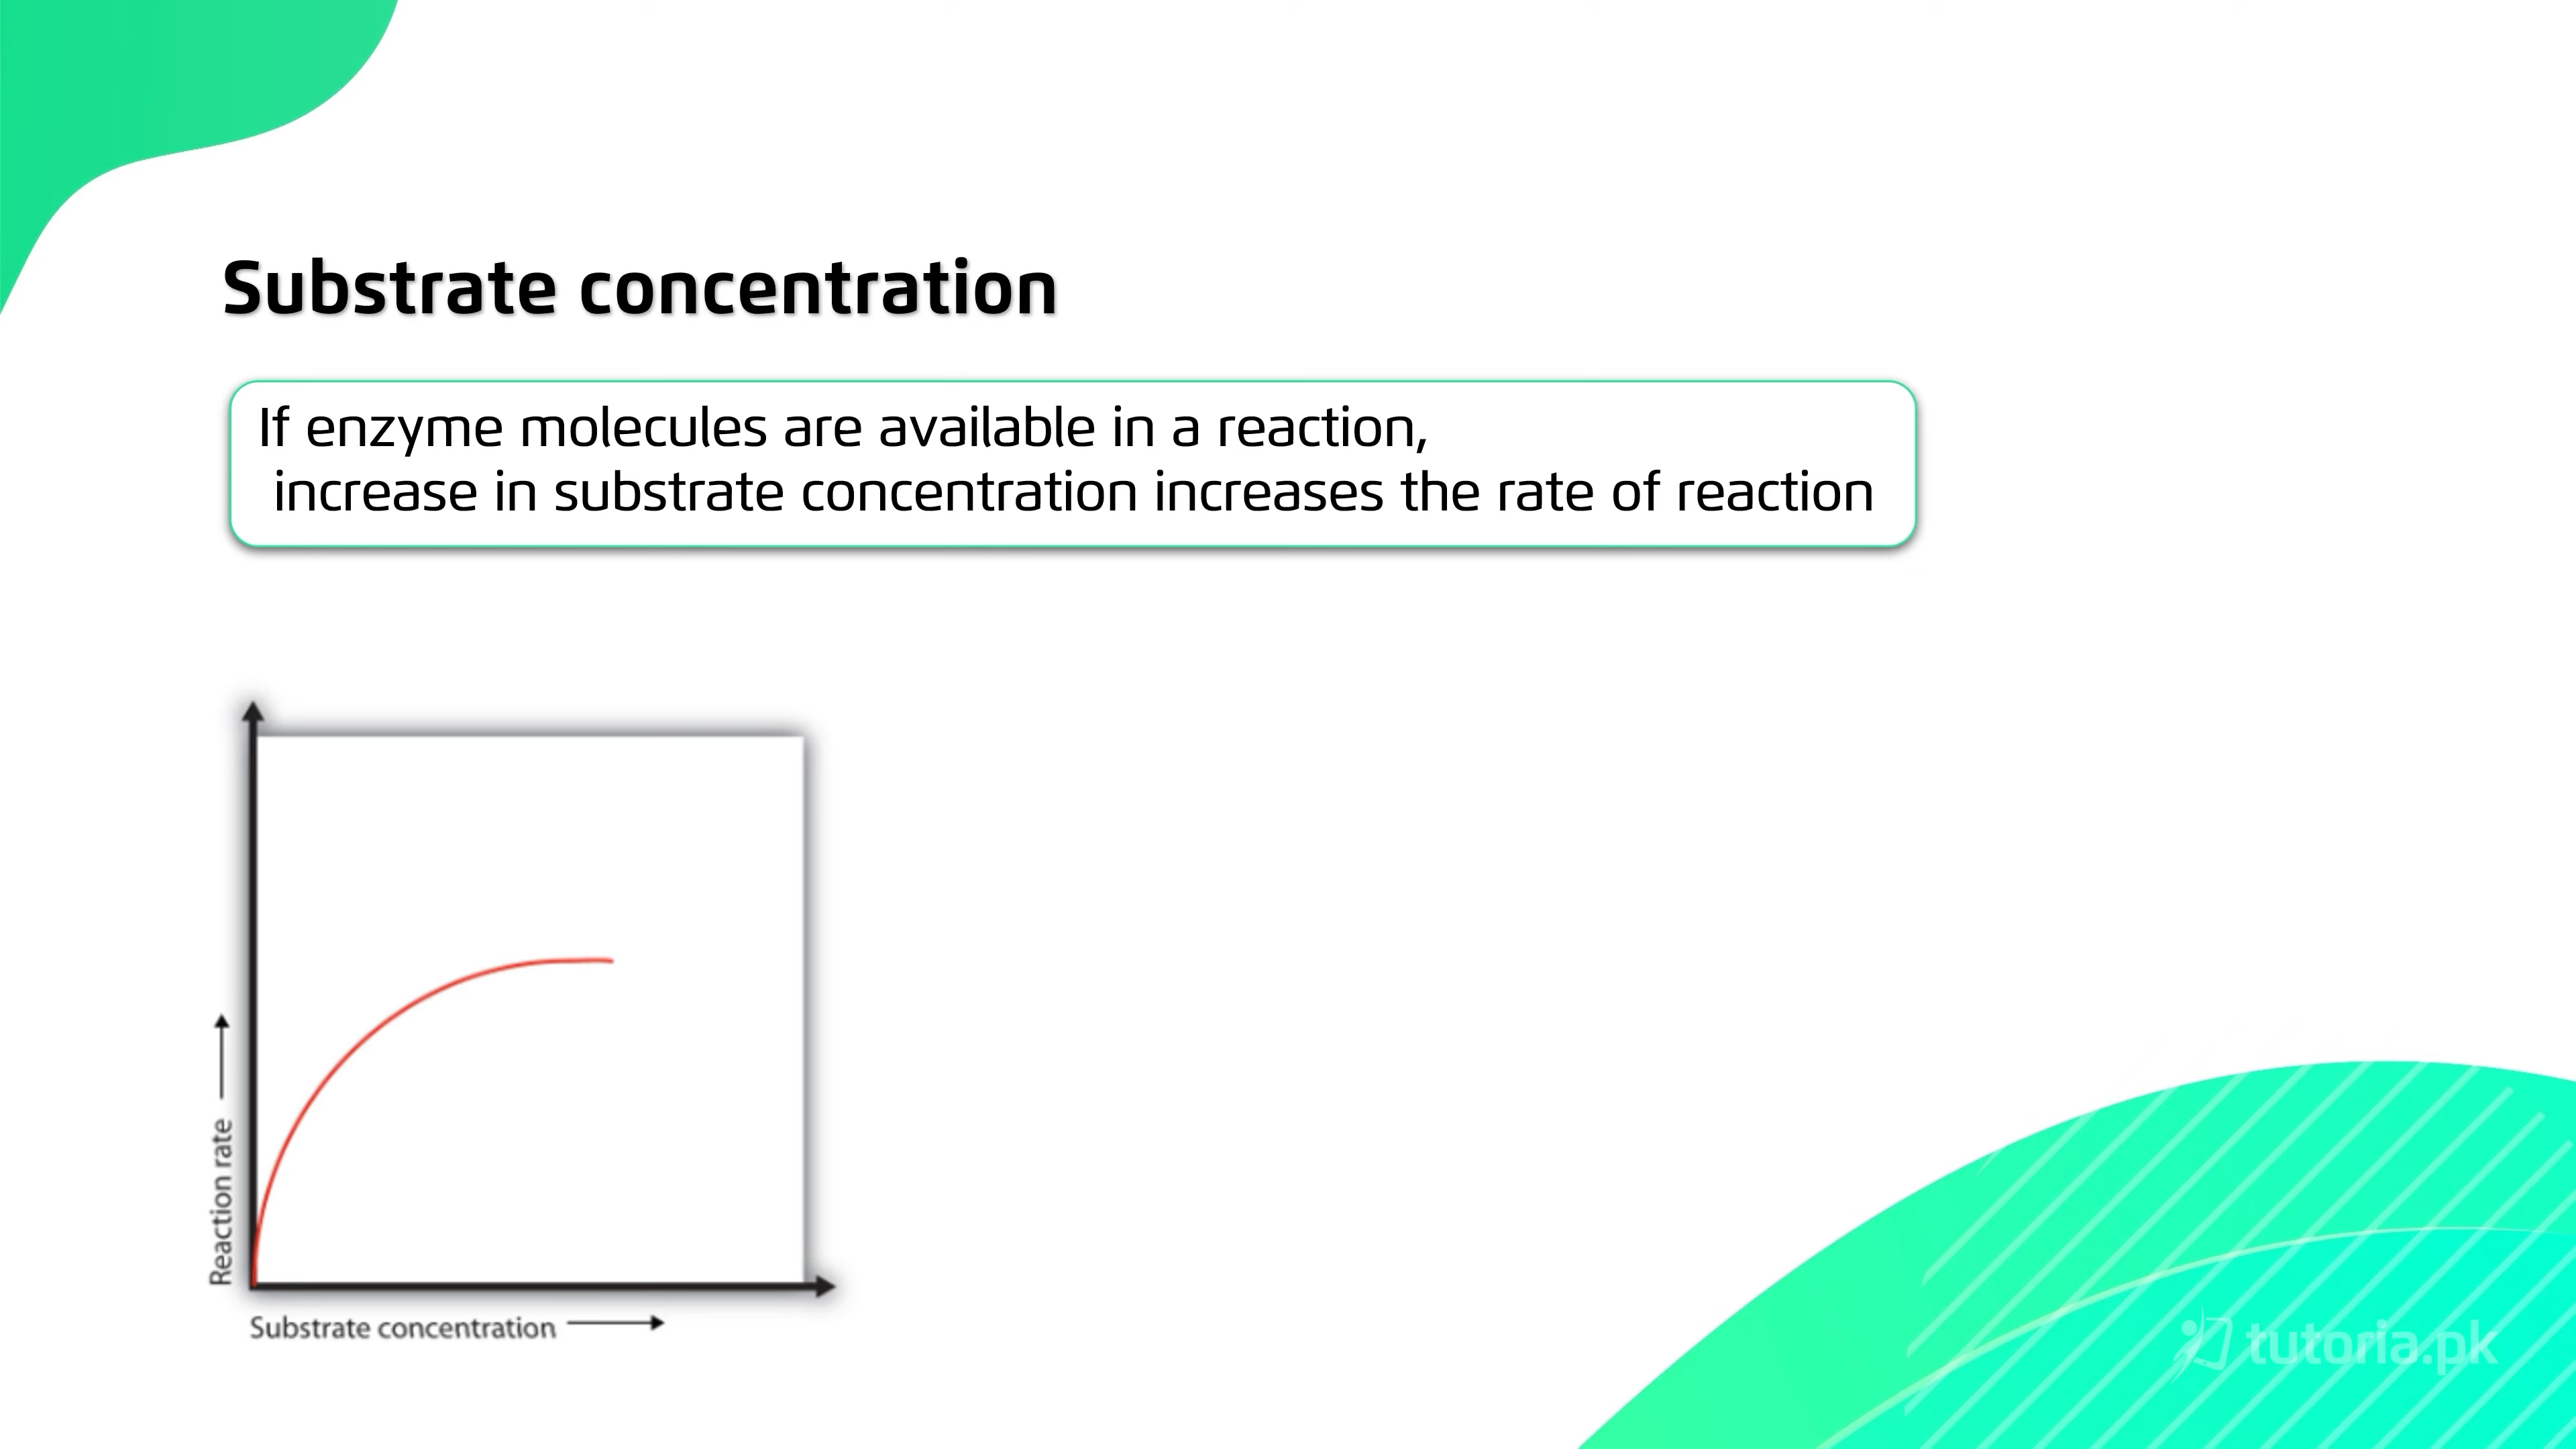 Substrate concentration
If enzyme molecules are available in a reaction,
increase in substrate concentration increases the rate of reaction
Reaction rate
Substrate concentration
tutoria.pk